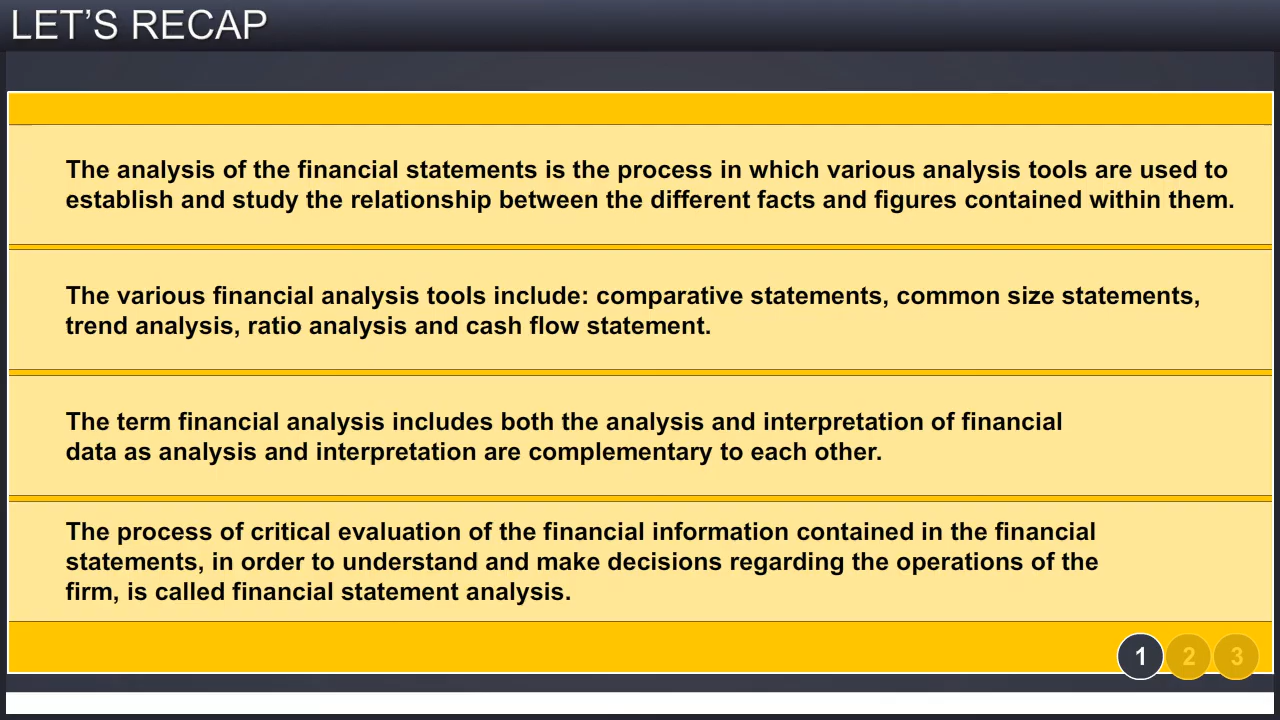 LET’S RECAP
The analysis of the financial statements is the process in which various analysis tools are used to
establish and study the relationship between the different facts and figures contained within them.
The various financial analysis tools include: comparative statements, common size statements,
trend analysis, ratio analysis and cash flow statement.
The term financial analysis includes both the analysis and interpretation of financial
data as analysis and interpretation are complementary to each other.
The process of critical evaluation of the financial information contained in the financial
statements, in order to understand and make decisions regarding the operations of the
firm, is called financial statement analysis.
1 2 3